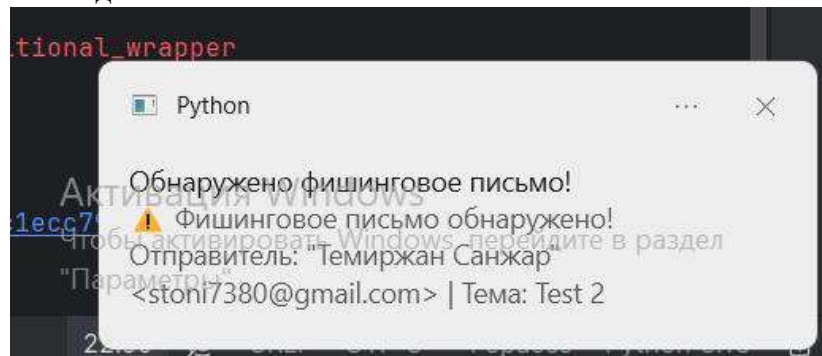 tional_wrapper
Python
Обнаружено фишинговое письмо!
Активация Windows
1ecc7
Фишинговое письмо обнаружено!
Чтобы активировать Windows, перейдите в раздел
Отправитель: "Темиржан Санжар"
"Параметры".
<stoni7380@gmail.com> | Тема: Test 2